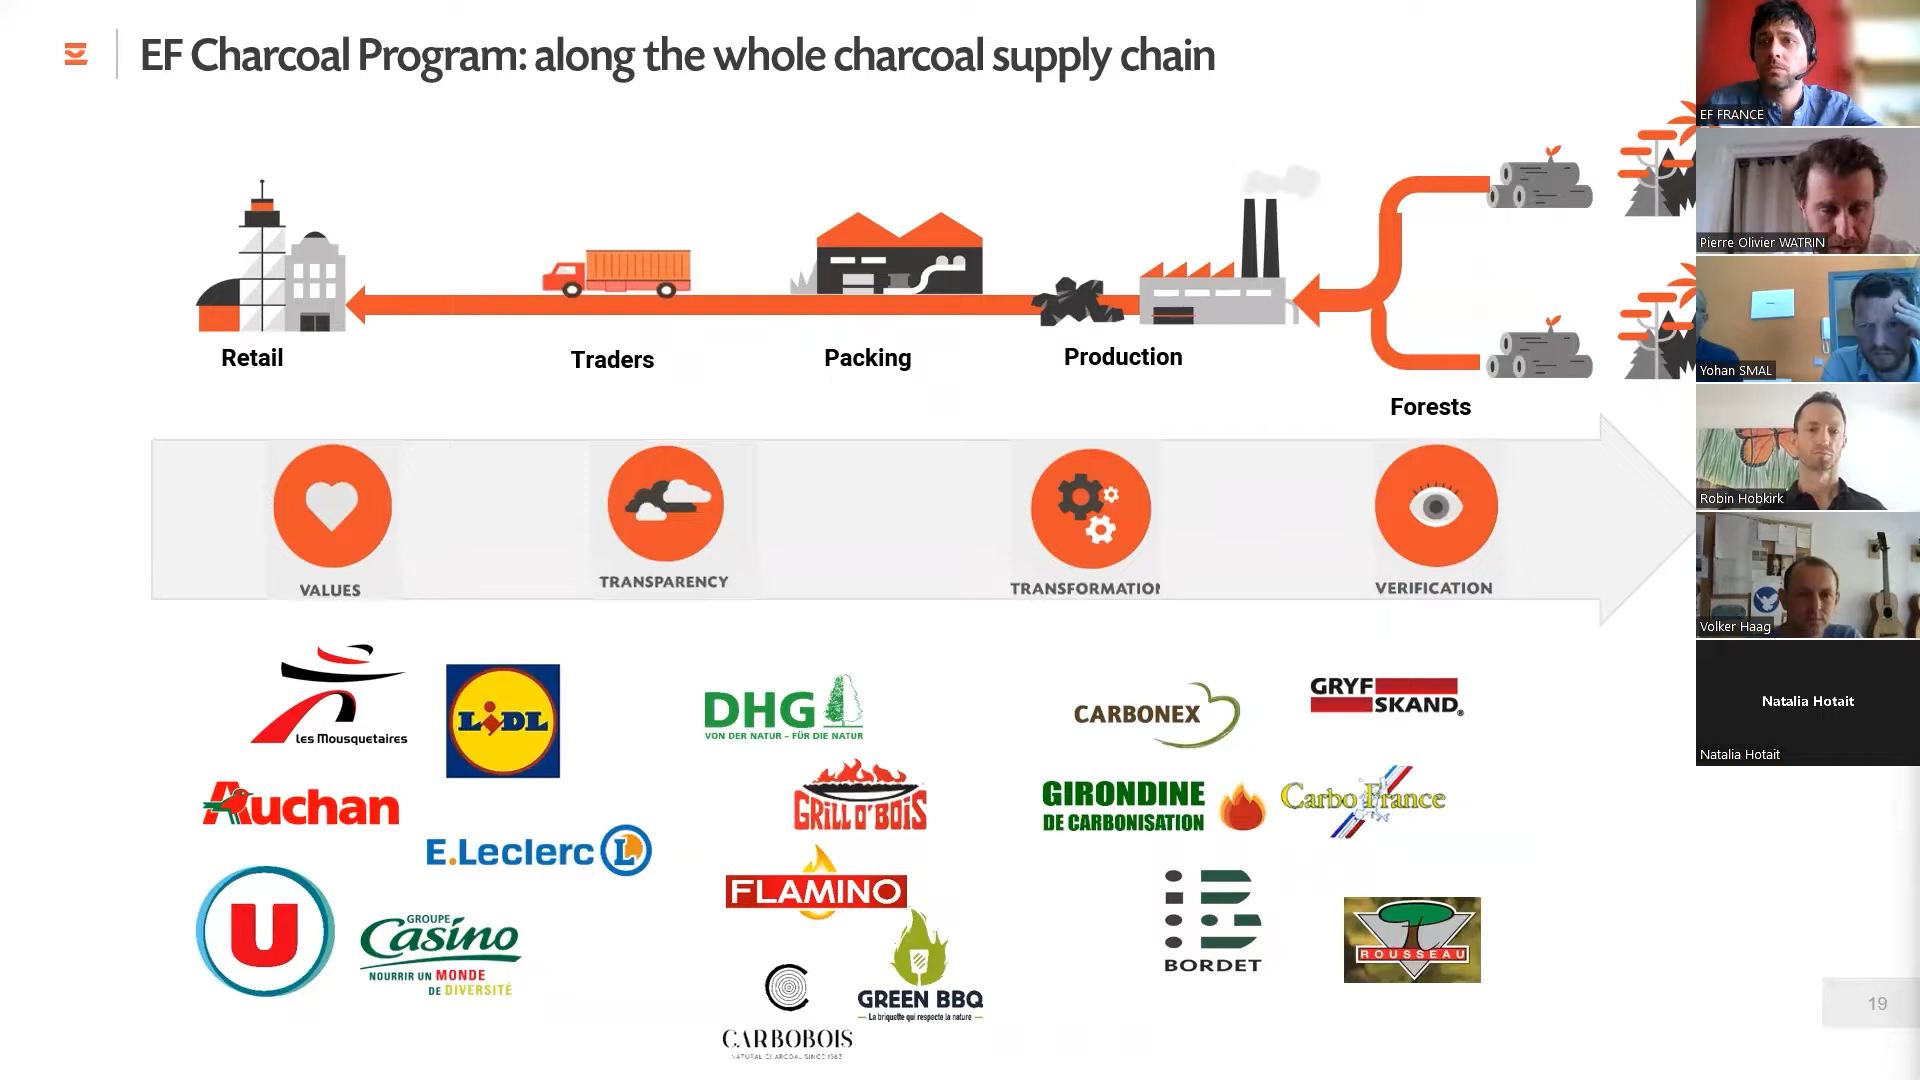 EF Charcoal Program: along the whole charcoal supply chain
Retail
Traders
Packing
Production
Forests
VALUES
TRANSPARENCY
TRANSFORMATION
VERIFICATION
les Mousquetaires
LIDL
DHG
VON DER NATUR – FÜR DIE NATUR
CARBONEX
GRYF
SKAND
Auchan
GRILL O'BOIS
GIRONDINE
DE CARBONISATION
Carbo France
E.Leclerc L
U
GROUPE
Casino
NOURRIR UN MONDE
DE DIVERSITÉ
FLAMINO
GREEN BBQ
La briquette qui respecte la nature
C
CARBOBOIS
NATURAL CHARCOAL SINCE 1962
B
BORDET
ROUSSEAU
19
EF FRANCE
Pierre Olivier WATRIN
Yohan SMAL
Robin Hobkirk
Volker Haag
Natalia Hotait
Natalia Hotait